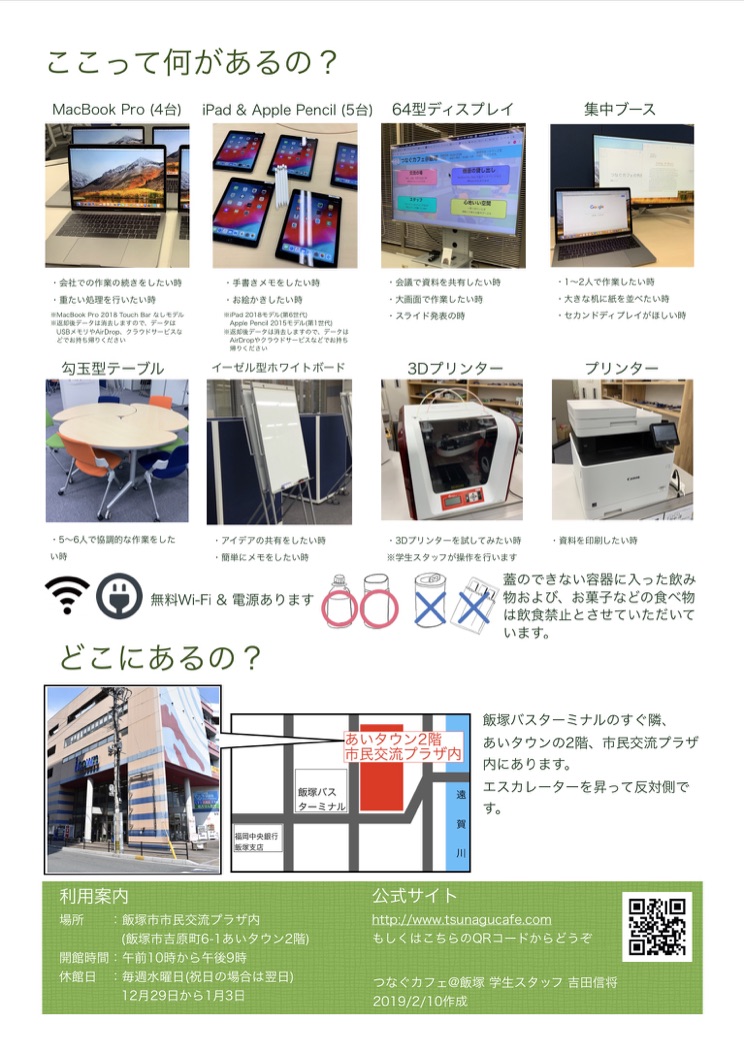 ここって何があるの？
MacBook Pro (4台)
iPad & Apple Pencil (5台)
64型ディスプレイ
集中ブース
・会社での作業の続きをしたい時
・重たい処理を行いたい時
※MacBook Pro 2018 Touch Bar なしモデル
※返却後データは消去しますので、データは
USBメモリやAirDrop、クラウドサービスな
どでお持ち帰りください
・手書きメモをしたい時
・お絵かきしたい時
※iPad 2018モデル(第6世代)
Apple Pencil 2015モデル(第1世代)
※返却後データは消去しますので、データは
AirDropやクラウドサービスなどでお持ち
帰りください
・会議で資料を共有したい時
・大画面で作業したい時
・スライド発表の時
・1〜2人で作業したい時
・大きな机に紙を並べたい時
・セカンドディプレイがほしい時
勾玉型テーブル
イーゼル型ホワイトボード
3Dプリンター
プリンター
・5〜6人で協調的な作業をした
い時
・アイデアの共有をしたい時
・簡単にメモをしたい時
・3Dプリンターを試してみたい時
※学生スタッフが操作を行います
・資料を印刷したい時
Canon
無料Wi-Fi & 電源あります
蓋のできない容器に入った飲み
物および、お菓子などの食べ物
は飲食禁止とさせていただいて
います。
どこにあるの？
あいタウン2階
市民交流プラザ内
飯塚バス
ターミナル
福岡中央銀行
飯塚支店
遠賀川
飯塚バスターミナルのすぐ隣、
あいタウンの2階、市民交流プラザ
内にあります。
エスカレーターを昇って反対側で
す。
利用案内
場所　：飯塚市市民交流プラザ内
(飯塚市吉原町6-1あいタウン2階)
開館時間：午前10時から午後9時
休館日　：毎週水曜日(祝日の場合は翌日)
12月29日から1月3日
公式サイト
http://www.tsunagucafe.com
もしくはこちらのQRコードからどうぞ
つなぐカフェ@飯塚 学生スタッフ 吉田信将
2019/2/10作成